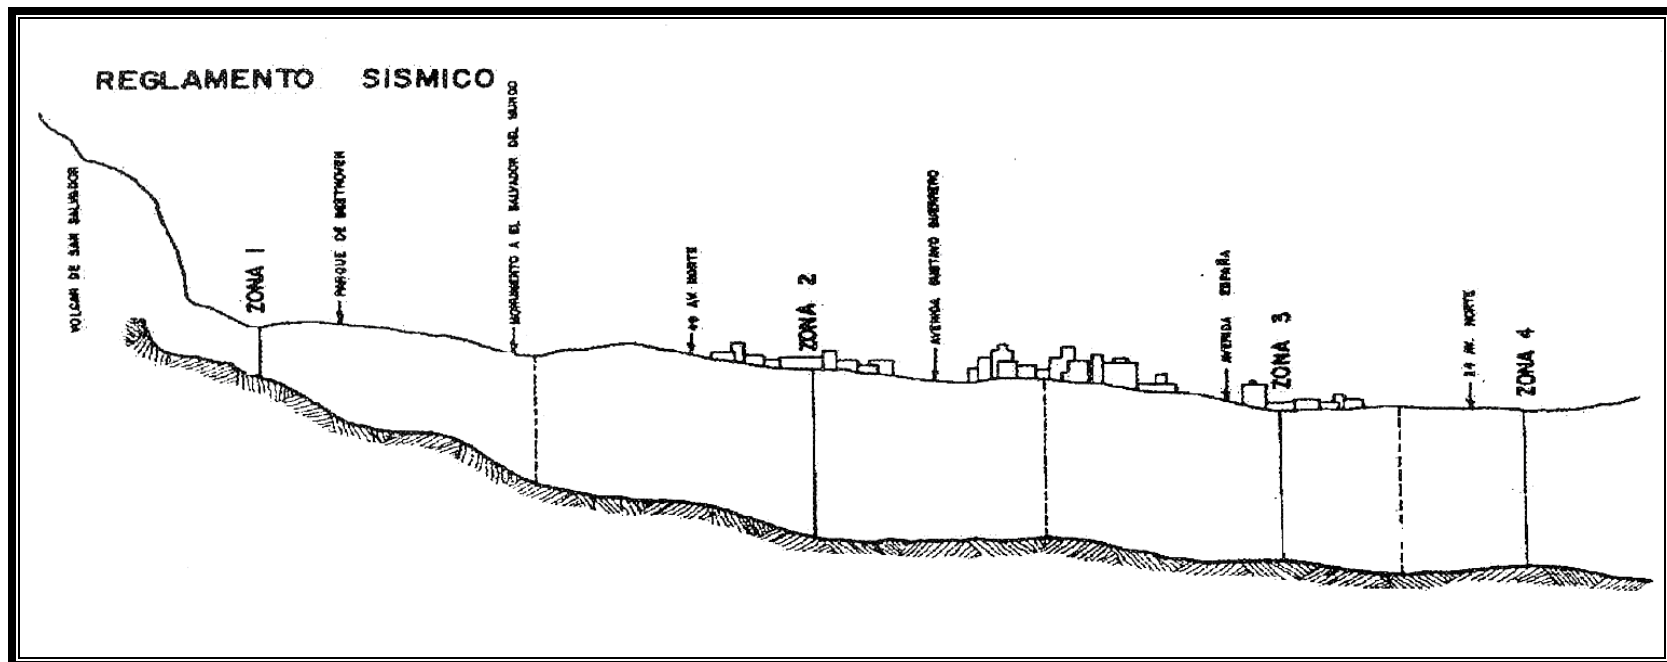 REGLAMENTO SISMICO
VOLCAN DE SAN SALVADOR
ZONA 1
PARQUE DE BEETHOVEN
MONUMENTO A EL SALVADOR DEL MUNDO
49 AV. NORTE
ZONA 2
AVENIDA GUSTAVO GUERRERO
AVENIDA ESPAÑA
ZONA 3
14 AV. NORTE
ZONA 4